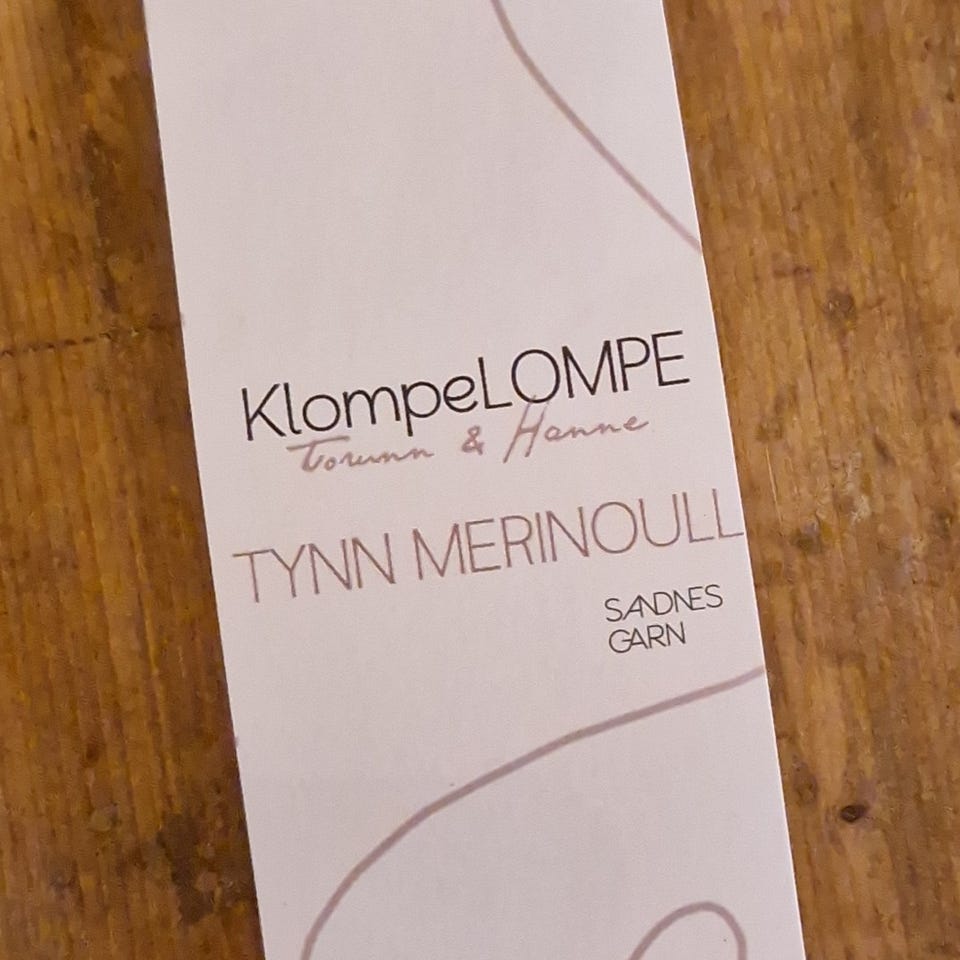 KlompeLOMPE
Torunn & Hanne
TYNN MERINOULL
SANDNES
GARN